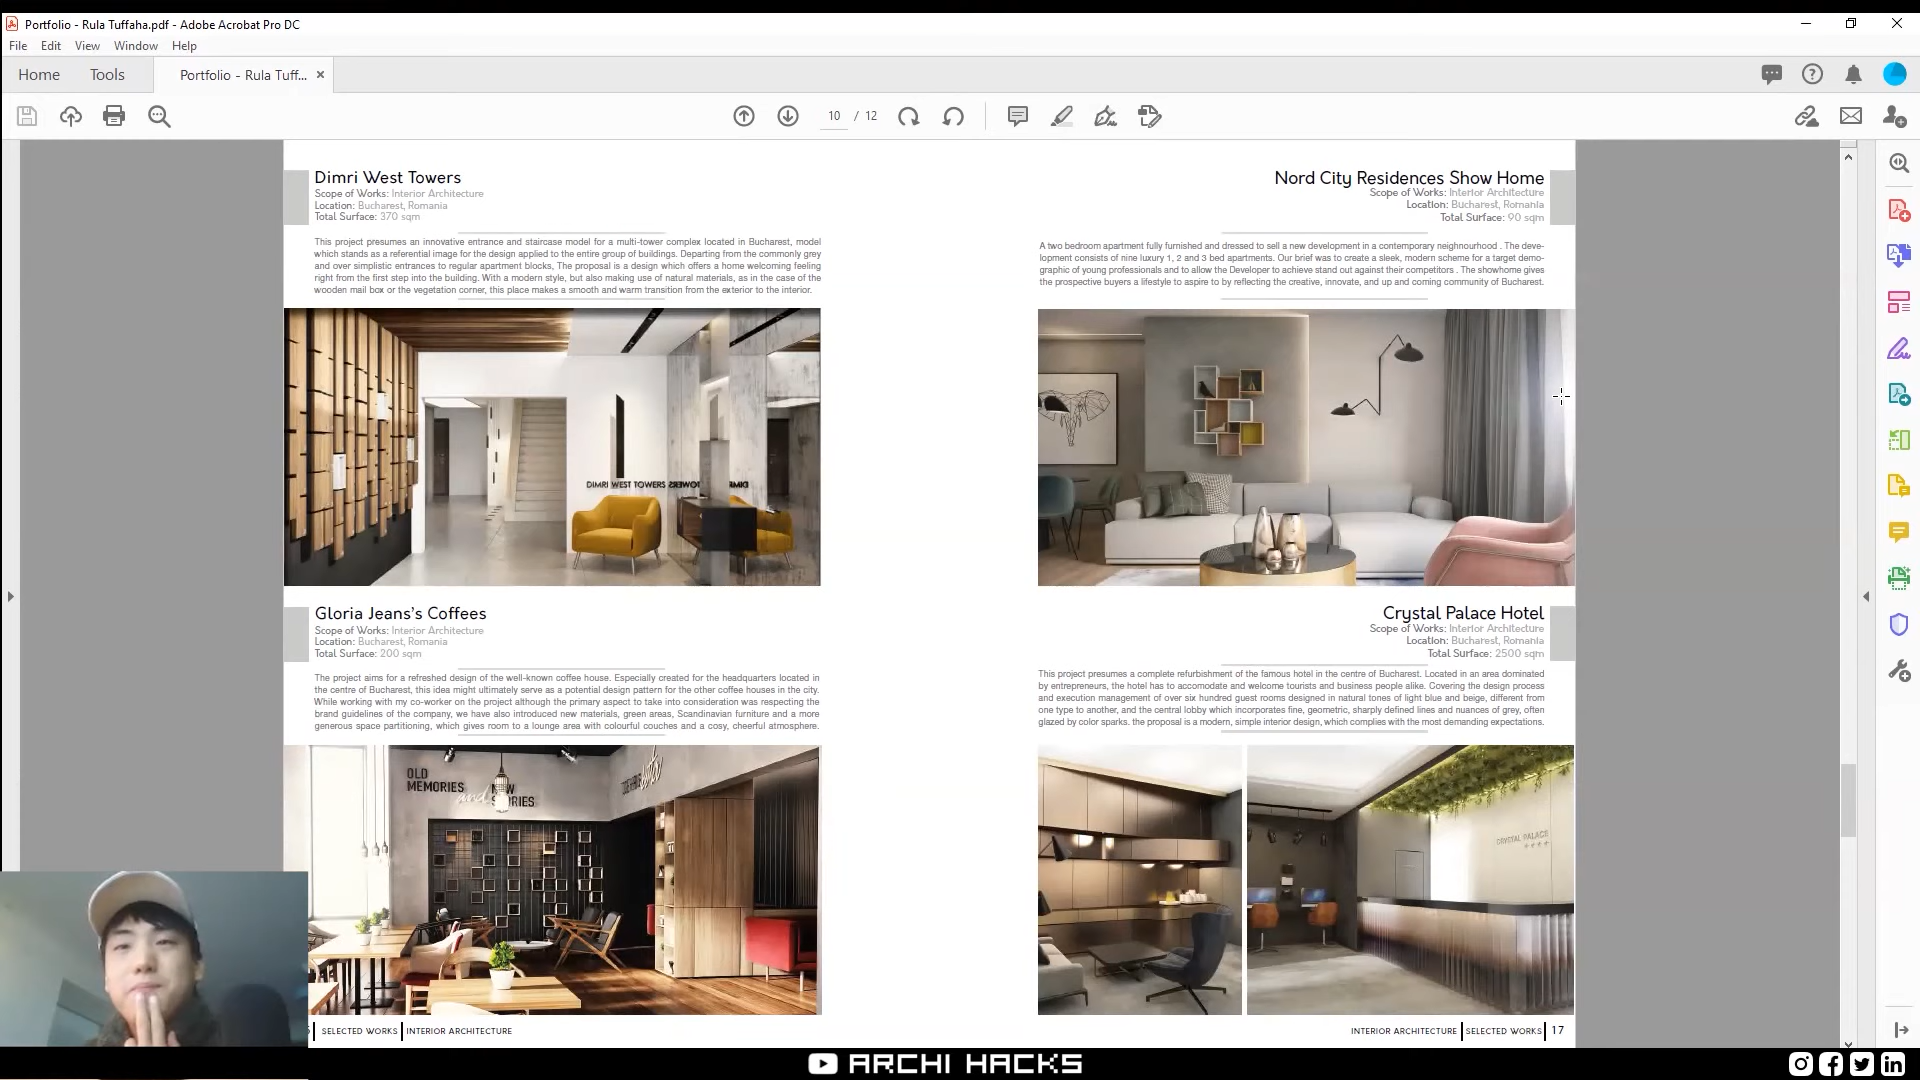 Portfolio - Rula Tuffaha.pdf - Adobe Acrobat Pro DC
File Edit View Window Help
Home Tools Portfolio - Rula Tuff... ×
10 / 12
Dimri West Towers
Scope of Works: Interior Architecture
Location: Bucharest, Romania
Total Surface: 370 sqm
This project presumes an innovative entrance and staircase model for a multi-tower complex located in Bucharest, model
which stands as a referential image for the design applied to the entire group of buildings. Departing from the commonly grey
and over simplistic entrances to regular apartment blocks, The proposal is a design which offers a home welcoming feeling
right from the first step into the building. With a modern style, but also making use of natural materials, as in the case of the
wooden mail box or the vegetation corner, this place makes a smooth and warm transition from the exterior to the interior.
DIMRI WEST TOWERS
Nord City Residences Show Home
Scope of Works: Interior Architecture
Location: Bucharest, Romania
Total Surface: 90 sqm
A two bedroom apartment fully furnished and dressed to sell a new development in a contemporary neighnourhood . The deve-
lopment consists of nine luxury 1, 2 and 3 bed apartments. Our brief was to create a sleek, modern scheme for a target demo-
graphic of young professionals and to allow the Developer to achieve stand out against their competitors . The showhome gives
the prospective buyers a lifestyle to aspire to by reflecting the creative, innovate, and up and coming community of Bucharest.
Gloria Jeans's Coffees
Scope of Works: Interior Architecture
Location: Bucharest, Romania
Total Surface: 200 sqm
The project aims for a refreshed design of the well-known coffee house. Especially created for the headquarters located in
the centre of Bucharest, this idea might ultimately serve as a potential design pattern for the other coffee houses in the city.
While working with my co-worker on the project although the primary aspect to take into consideration was respecting the
brand guidelines of the company, we have also introduced new materials, green areas, Scandinavian furniture and a more
generous space partitioning, which gives room to a lounge area with colourful couches and a cosy, cheerful atmosphere.
OLD
MEMORIES
and NEW
STORIES
Crystal Palace Hotel
Scope of Works: Interior Architecture
Location: Bucharest, Romania
Total Surface: 2500 sqm
This project presumes a complete refurbishment of the famous hotel in the centre of Bucharest. Located in an area dominated
by entrepreneurs, the hotel has to accomodate and welcome tourists and business people alike. Covering the design process
and execution management of over six hundred guest rooms designed in natural tones of light blue and beige, different from
one type to another, and the central lobby which incorporates fine, geometric, sharply defined lines and nuances of grey, often
glazed by color sparks. the proposal is a modern, simple interior design, which complies with the most demanding expectations.
CRYSTAL PALACE
SELECTED WORKS INTERIOR ARCHITECTURE
INTERIOR ARCHITECTURE SELECTED WORKS 17
ARCHI HACKS